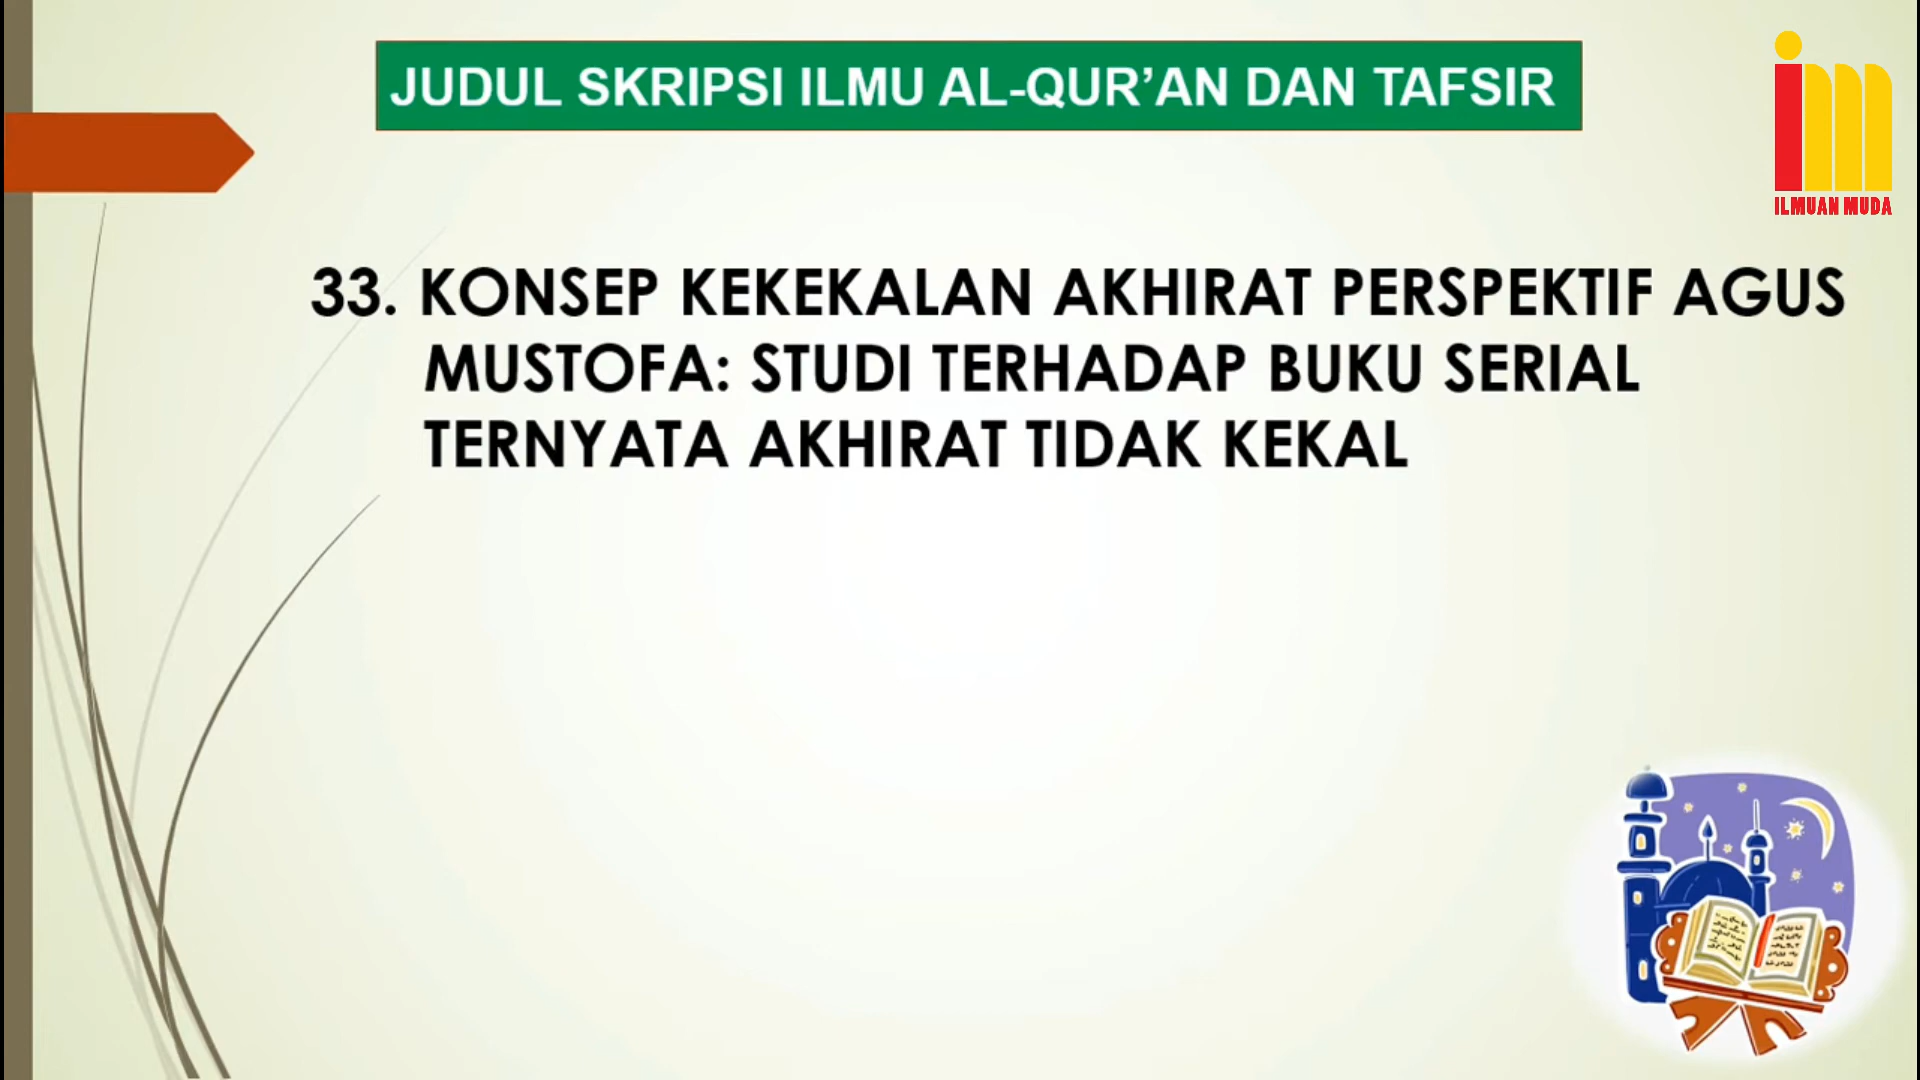 JUDUL SKRIPSI ILMU AL-QUR’AN DAN TAFSIR
ILMUAN MUDA
33. KONSEP KEKEKALAN AKHIRAT PERSPEKTIF AGUS
MUSTOFA: STUDI TERHADAP BUKU SERIAL
TERNYATA AKHIRAT TIDAK KEKAL